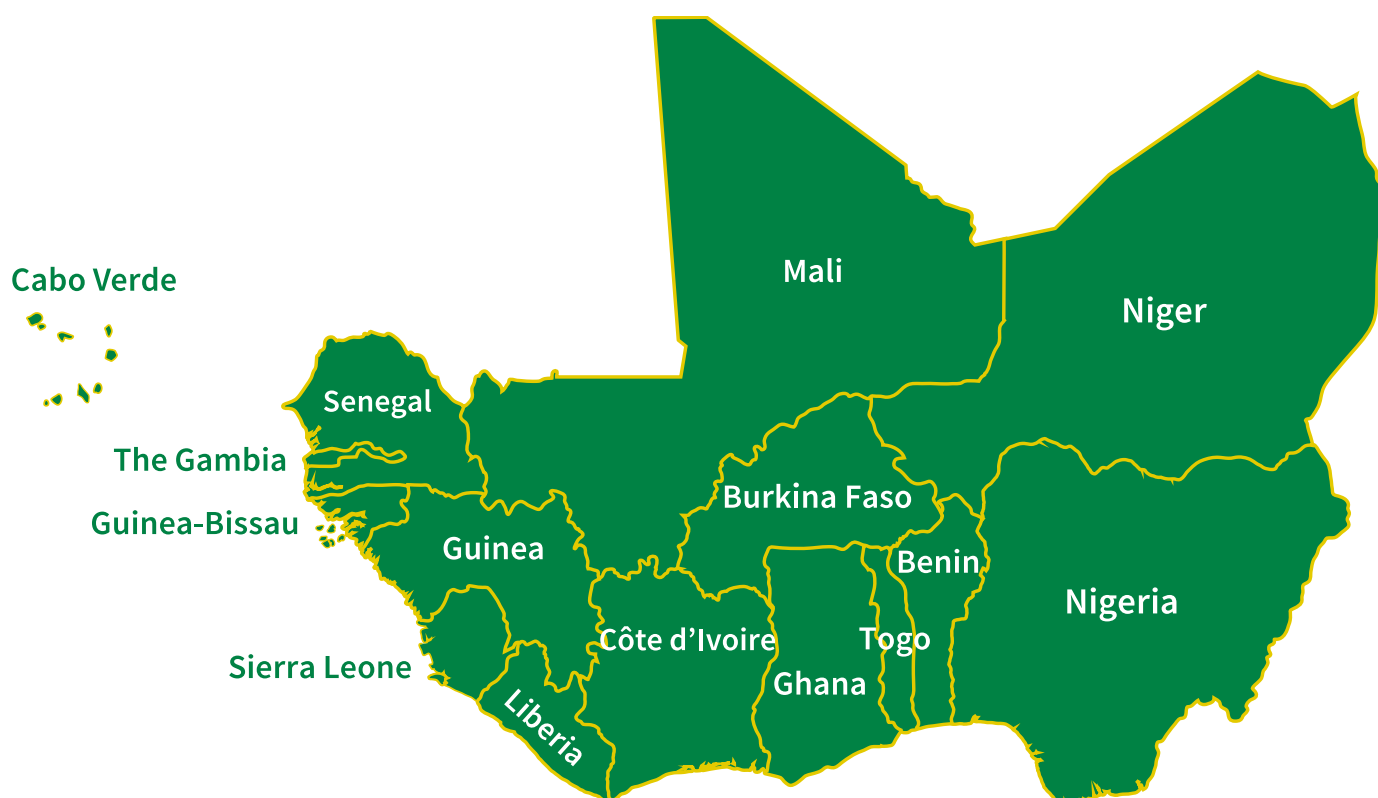 Mali
Cabo Verde
Niger
Senegal
The Gambia
Burkina Faso
Guinea-Bissau
Guinea
Benin
Nigeria
Togo
Côte d’Ivoire
Sierra Leone
Ghana
Liberia